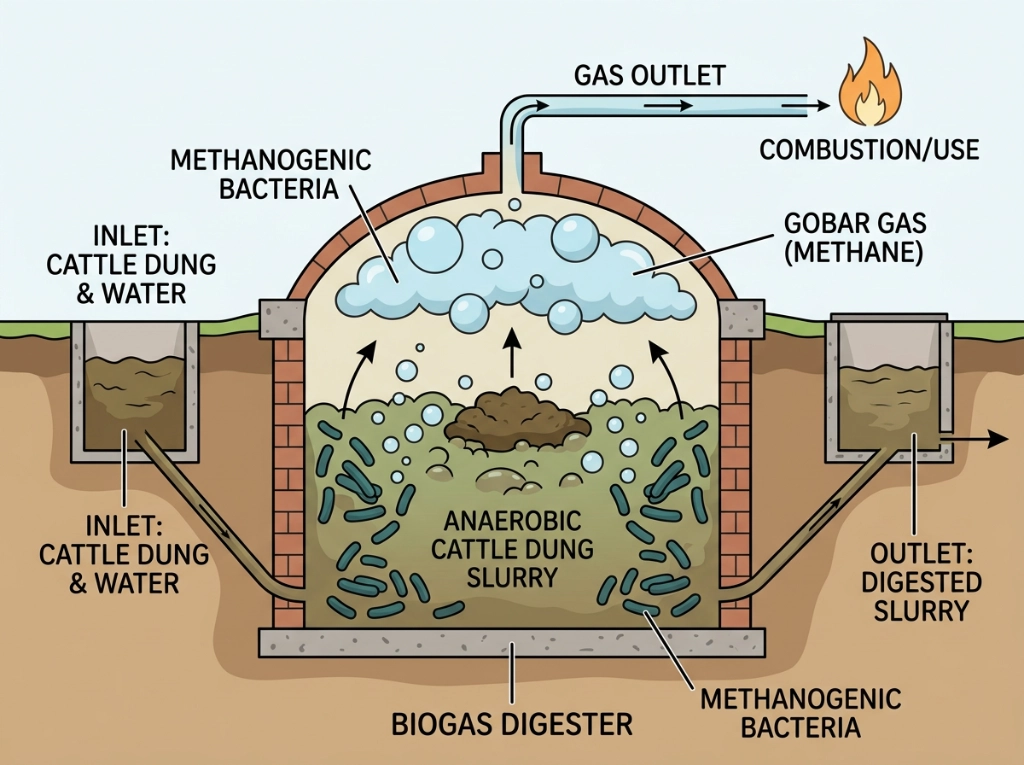 GAS OUTLET
COMBUSTION/USE
METHANOGENIC
BACTERIA
GOBAR GAS
(METHANE)
INLET:
CATTLE DUNG
& WATER
ANAEROBIC
CATTLE DUNG
SLURRY
INLET:
CATTLE DUNG
& WATER
OUTLET:
DIGESTED
SLURRY
BIOGAS DIGESTER
METHANOGENIC
BACTERIA